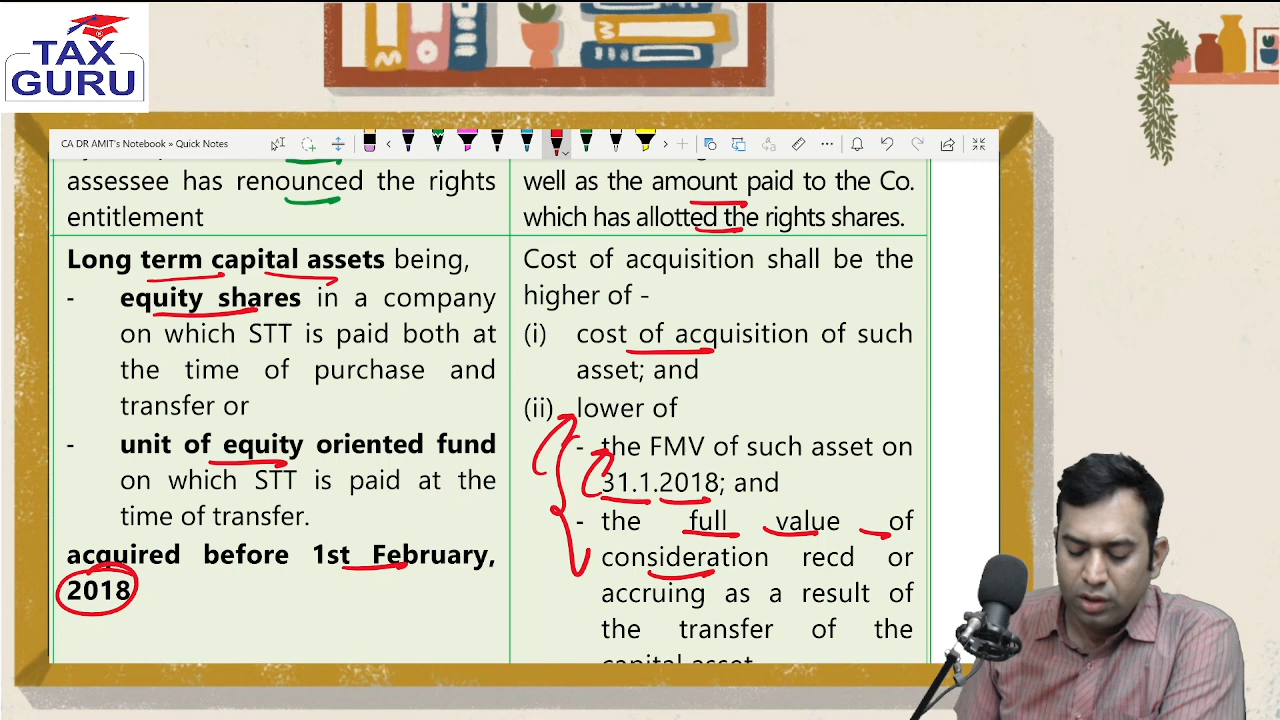 TAX
GURU
CA DR AMIT's Notebook » Quick Notes
assessee has renounced the rights
entitlement
well as the amount paid to the Co.
which has allotted the rights shares.
Long term capital assets being,
- equity shares in a company
on which STT is paid both at
the time of purchase and
transfer or
- unit of equity oriented fund
on which STT is paid at the
time of transfer.
acquired before 1st February,
2018
Cost of acquisition shall be the
higher of -
(i) cost of acquisition of such
asset; and
(ii) lower of
- the FMV of such asset on
31.1.2018; and
- the full value of
consideration recd or
accruing as a result of
the transfer of the
capital asset